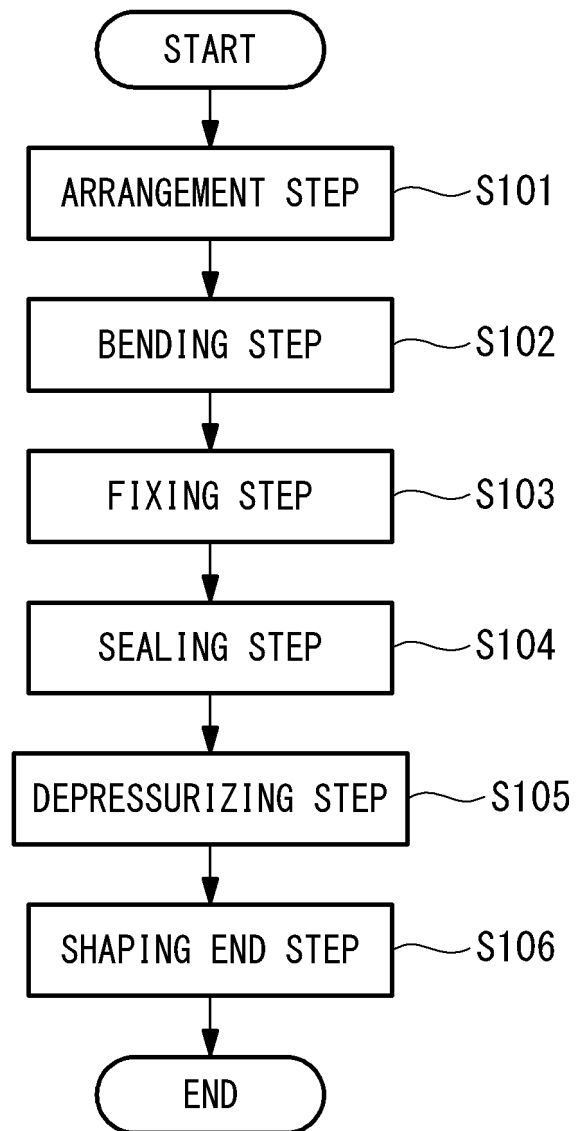 START
ARRANGEMENT STEP S101
BENDING STEP S102
FIXING STEP S103
SEALING STEP S104
DEPRESSURIZING STEP S105
SHAPING END STEP S106
END